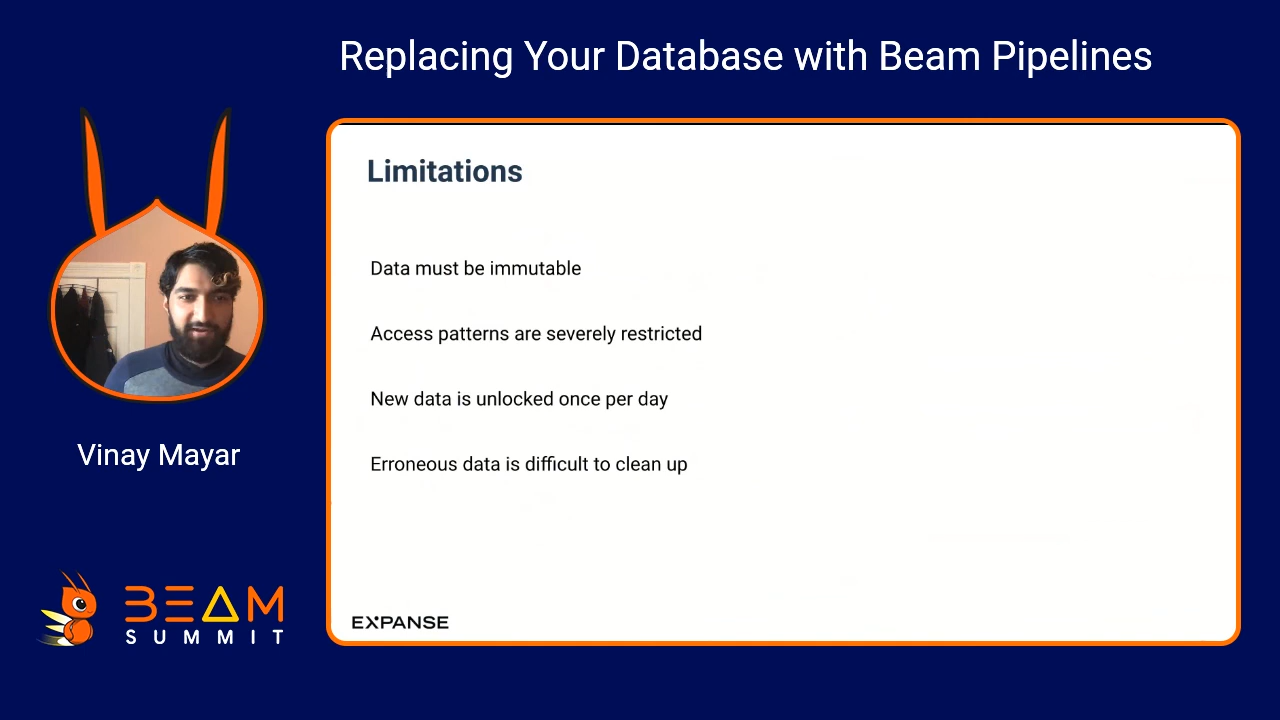 Replacing Your Database with Beam Pipelines
Limitations
Data must be immutable
Access patterns are severely restricted
New data is unlocked once per day
Erroneous data is difficult to clean up
EXPANSE
Vinay Mayar
BEAM
SUMMIT